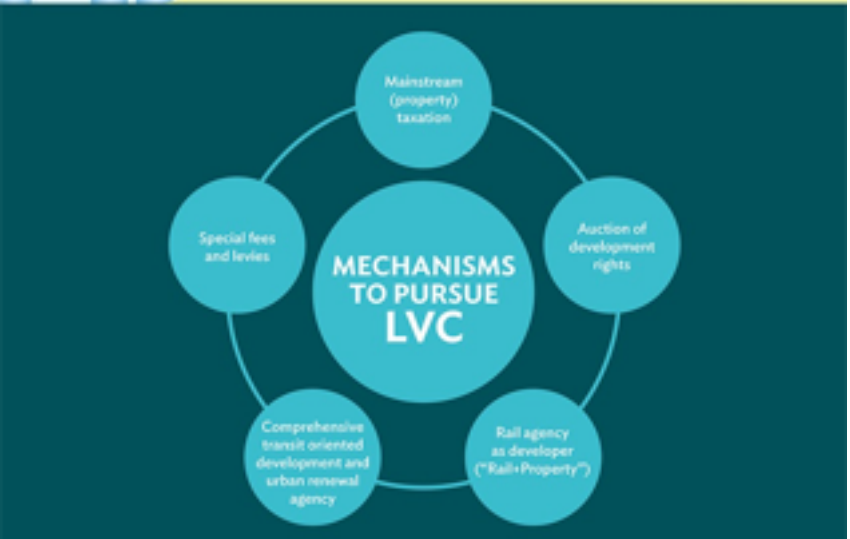 Mainstream
(property)
taxation
Special fees
and levies
Auction of
development
rights
MECHANISMS
TO PURSUE
LVC
Comprehensive
transit oriented
development and
urban renewal
agency
Rail agency
as developer
("Rail+Property")